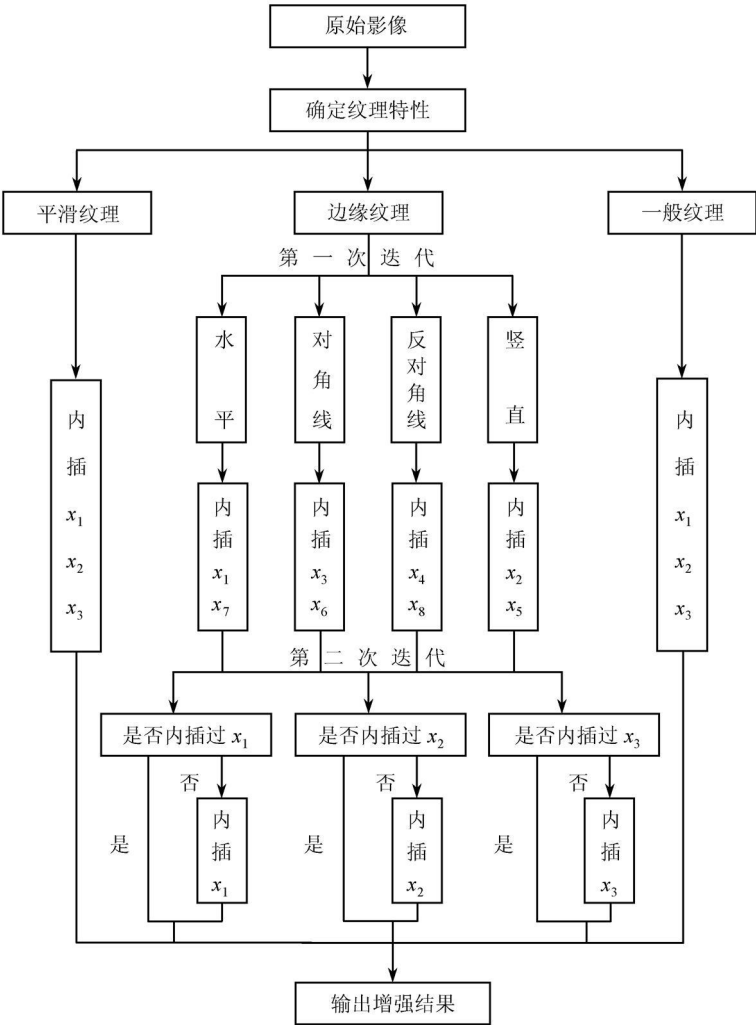 原始影像
确定纹理特性
平滑纹理
边缘纹理
一般纹理
第一次迭代
水平
对角线
反对角线
竖直
内插 x₁ x₂ x₃
内插 x₁ x₇
内插 x₃ x₆
内插 x₄ x₈
内插 x₂ x₅
内插 x₁ x₂ x₃
第二次迭代
是否内插过 x₁
是否内插过 x₂
是否内插过 x₃
否
否
否
是
内插 x₁
是
内插 x₂
是
内插 x₃
输出增强结果